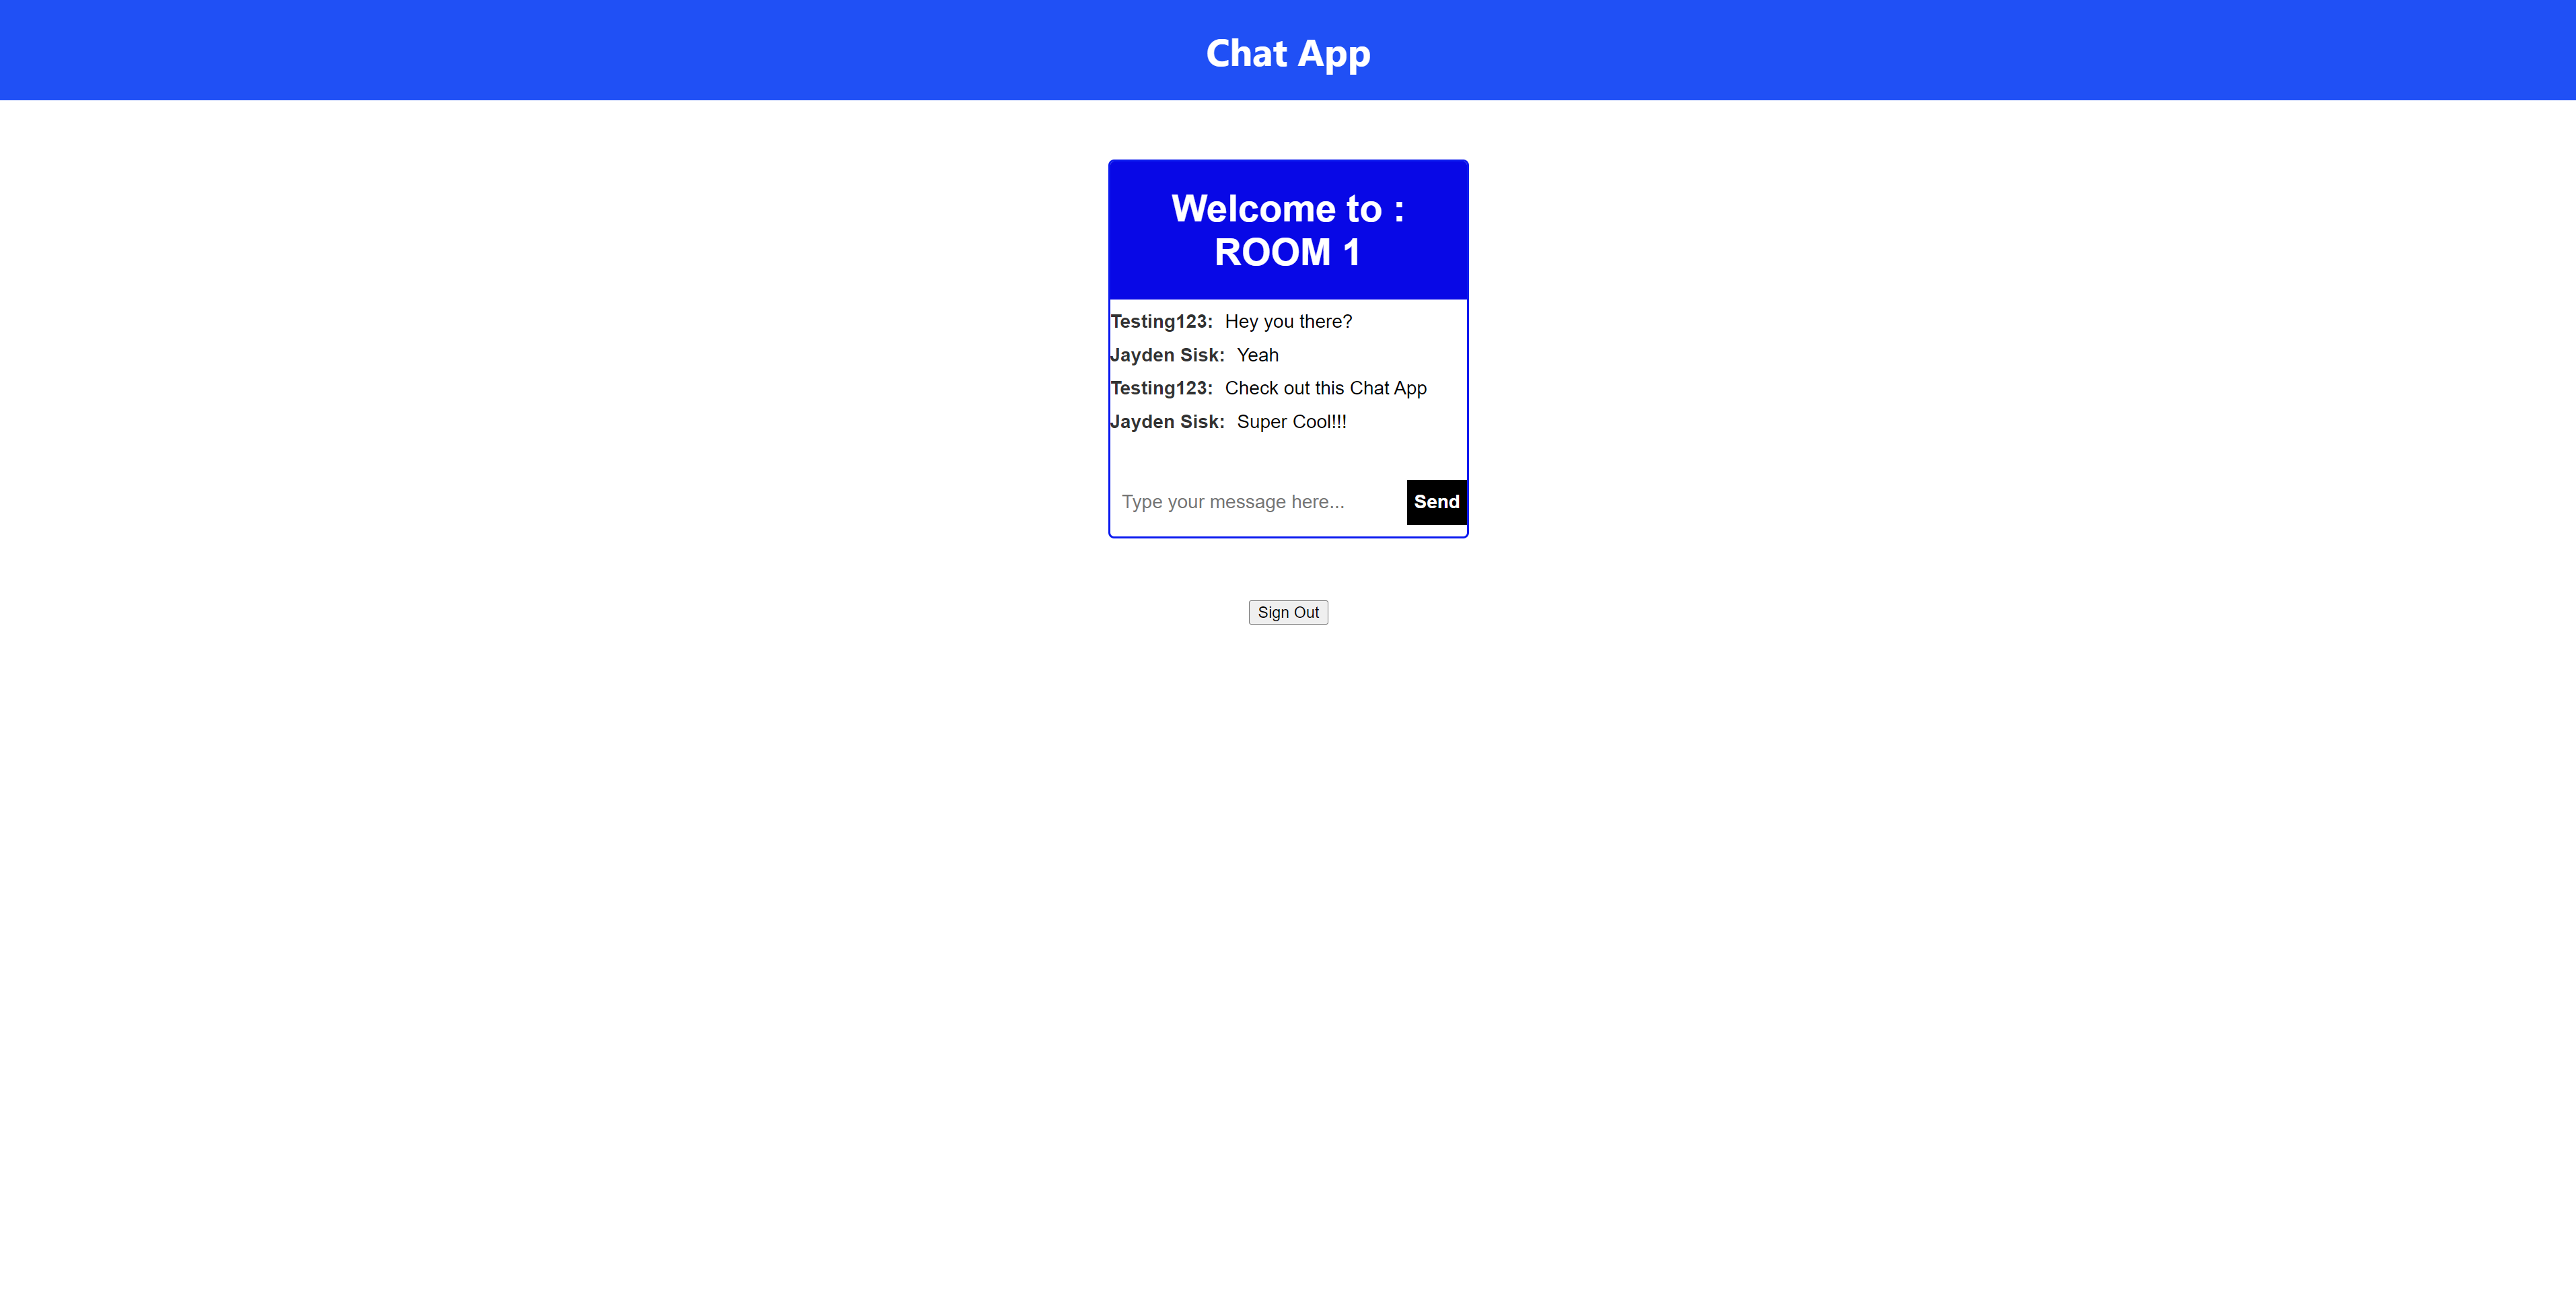 Chat App
Welcome to :
ROOM 1
Testing123: Hey you there?
Jayden Sisk: Yeah
Testing123: Check out this Chat App
Jayden Sisk: Super Cool!!!
Type your message here... Send
Sign Out